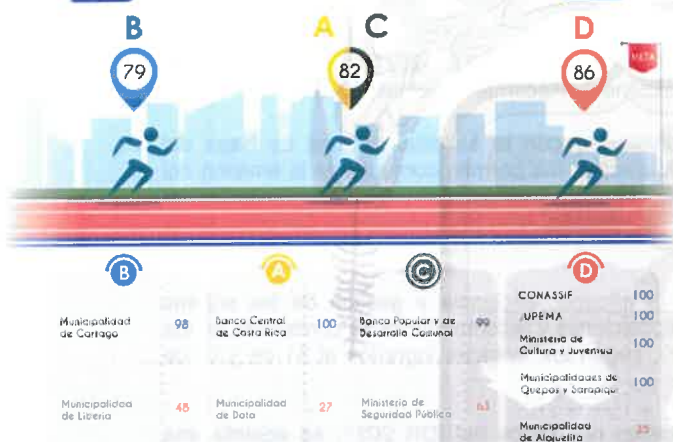 B
A C
D
79
82
86
META
B
A
C
D
Municipalidad
de Cartago
98
Banco Central
de Costa Rica
100
Banco Popular y de
Desarrollo Comunal
99
CONASSIF 100
JUPEMA 100
Ministerio de
Cultura y Juventud
100
Municipalidades de
Quepos y Sarapiquí
100
Municipalidad
de Liberia
48
Municipalidad
de Dota
27
Ministerio de
Seguridad Pública
63
Municipalidad
de Alajuelita
35